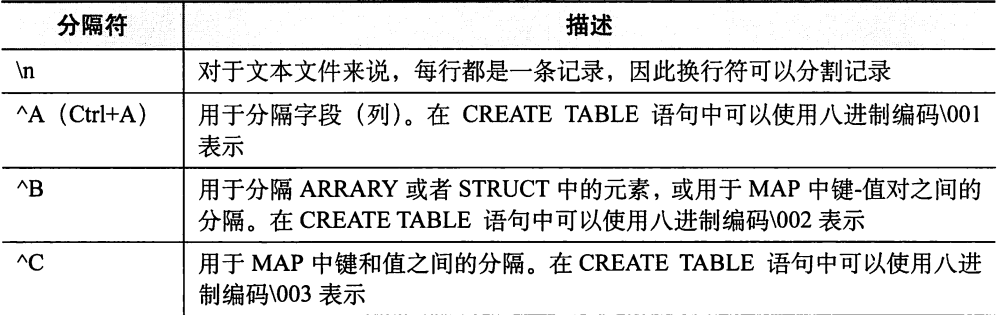 分隔符 描述
\n 对于文本文件来说，每行都是一条记录，因此换行符可以分割记录
^A（Ctrl+A） 用于分隔字段（列）。在 CREATE TABLE 语句中可以使用八进制编码\001
表示
^B 用于分隔 ARRARY 或者 STRUCT 中的元素，或用于 MAP 中键-值对之间的
分隔。在 CREATE TABLE 语句中可以使用八进制编码\002 表示
^C 用于 MAP 中键和值之间的分隔。在 CREATE TABLE 语句中可以使用八进
制编码\003 表示